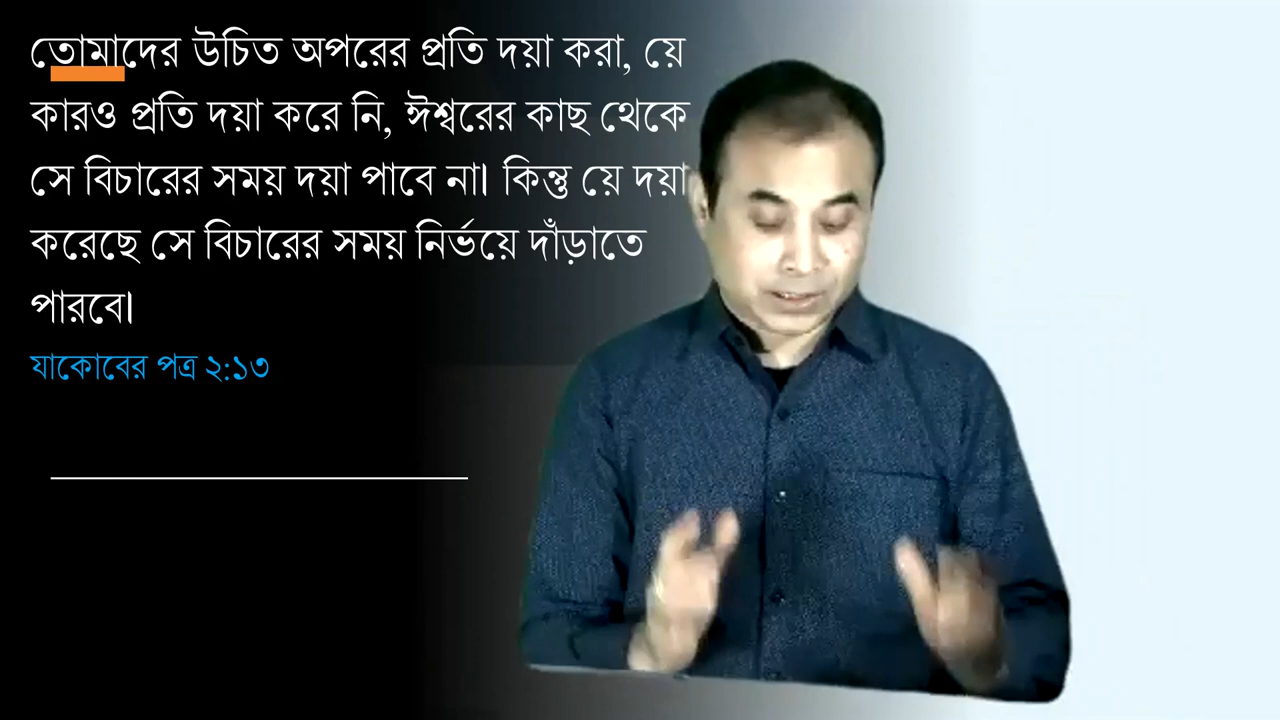 তোমাদের উচিত অপরের প্রতি দয়া করা, য়ে
কারও প্রতি দয়া করে নি, ঈশ্বরের কাছ থেকে
সে বিচারের সময় দয়া পাবে না৷ কিন্তু য়ে দয়া
করেছে সে বিচারের সময় নির্ভয়ে দাঁড়াতে
পারবে৷
যাকোবের পত্র ২:১৩